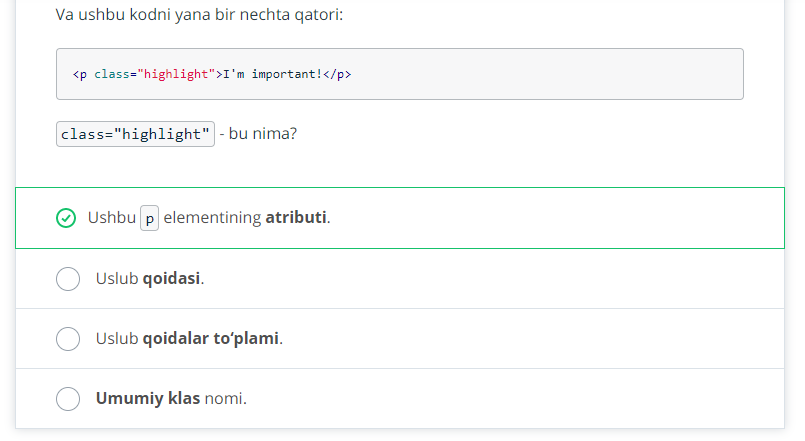 Va ushbu kodni yana bir nechta qatori:
<p class="highlight">I'm important!</p>
class="highlight" - bu nima?
Ushbu p elementining atributi.
Uslub qoidasi.
Uslub qoidalar to‘plami.
Umumiy klas nomi.